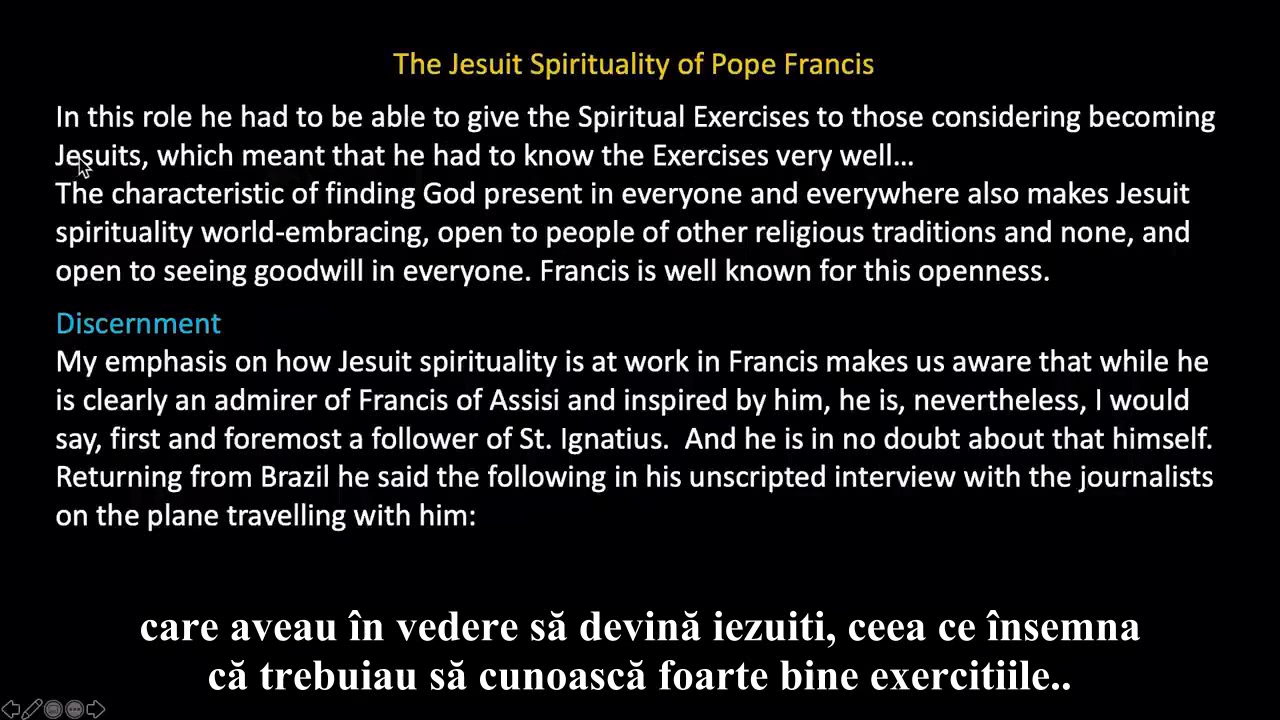 The Jesuit Spirituality of Pope Francis
In this role he had to be able to give the Spiritual Exercises to those considering becoming
Jesuits, which meant that he had to know the Exercises very well...
The characteristic of finding God present in everyone and everywhere also makes Jesuit
spirituality world-embracing, open to people of other religious traditions and none, and
open to seeing goodwill in everyone. Francis is well known for this openness.
Discernment
My emphasis on how Jesuit spirituality is at work in Francis makes us aware that while he
is clearly an admirer of Francis of Assisi and inspired by him, he is, nevertheless, I would
say, first and foremost a follower of St. Ignatius.  And he is in no doubt about that himself.
Returning from Brazil he said the following in his unscripted interview with the journalists
on the plane travelling with him:
care aveau în vedere să devină iezuiti, ceea ce însemna
că trebuiau să cunoască foarte bine exercitiile..